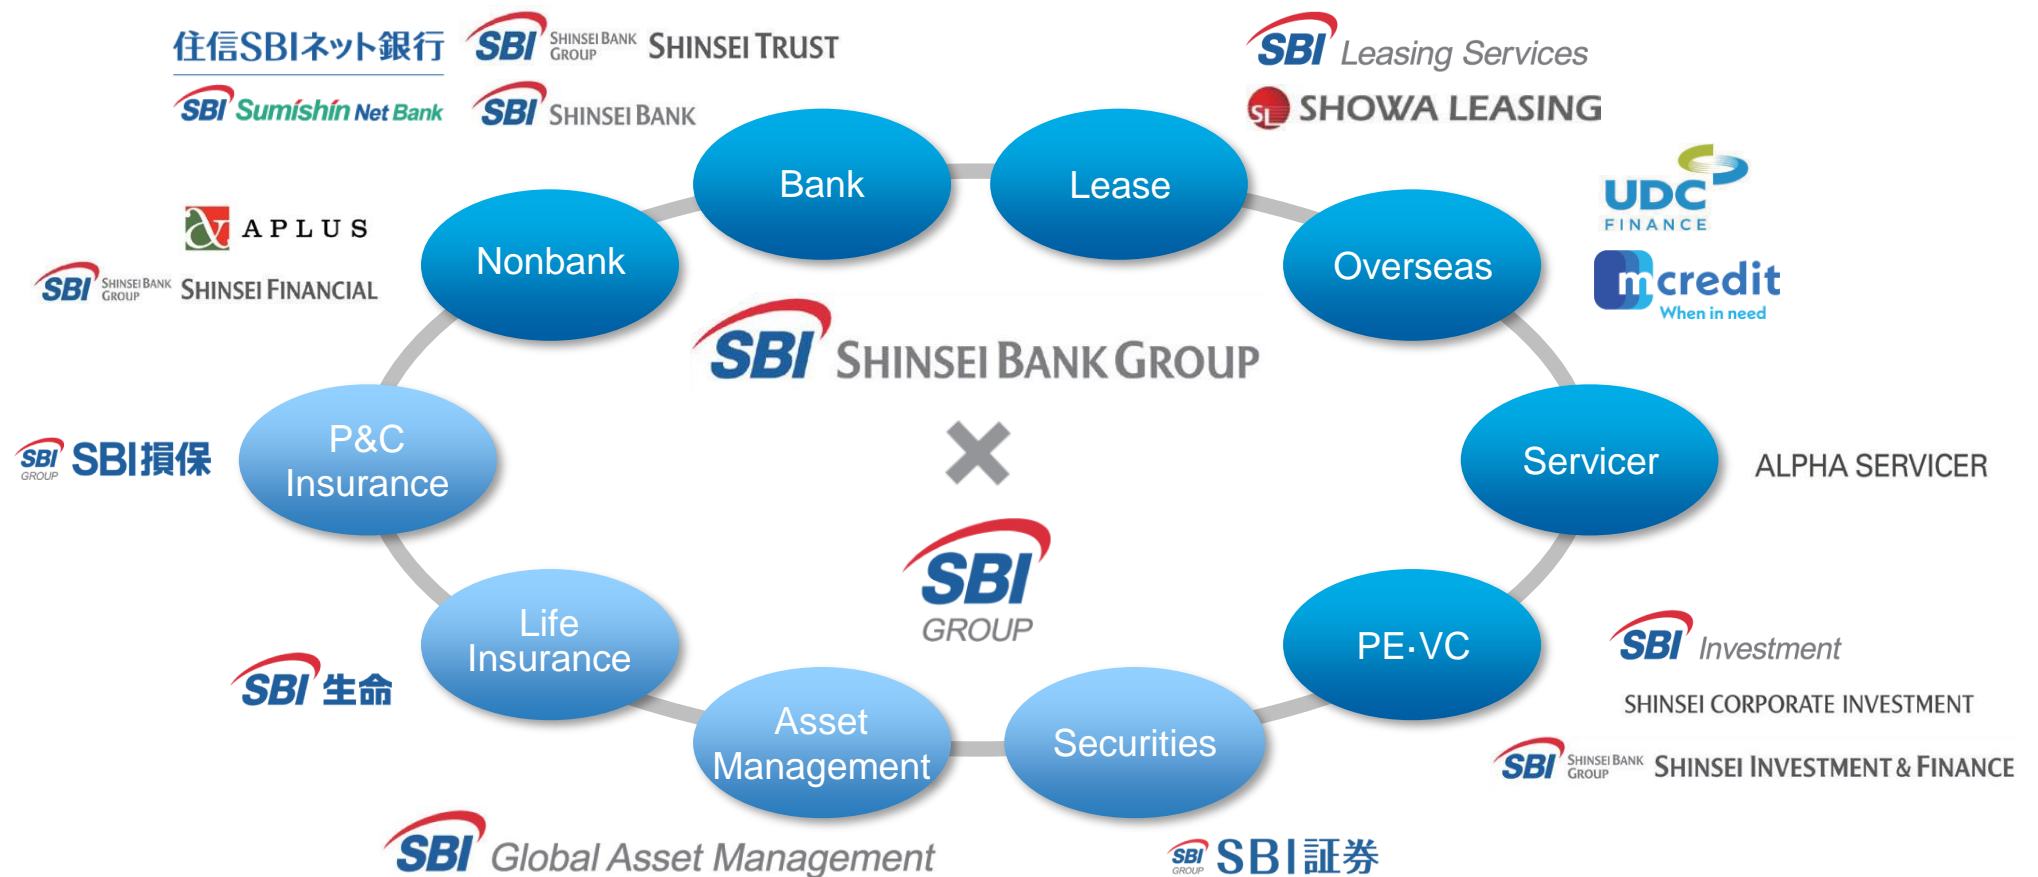 住信SBIネット銀行
SBI Sumishin Net Bank
SBI SHINSEI BANK GROUP SHINSEI TRUST
SBI SHINSEI BANK
SBI Leasing Services
SL SHOWA LEASING
Bank
Lease
UDC
FINANCE
APLUS
Nonbank
Overseas
mcredit
When in need
SBI SHINSEI BANK GROUP SHINSEI FINANCIAL
SBI SHINSEI BANK GROUP
SBI GROUP SBI損保
P&C
Insurance
Servicer
ALPHA SERVICER
SBI
GROUP
Life
Insurance
PE·VC
SBI Investment
SHINSEI CORPORATE INVESTMENT
SBI SHINSEI BANK GROUP SHINSEI INVESTMENT & FINANCE
SBI生命
Asset
Management
Securities
SBI Global Asset Management
SBI GROUP SBI証券